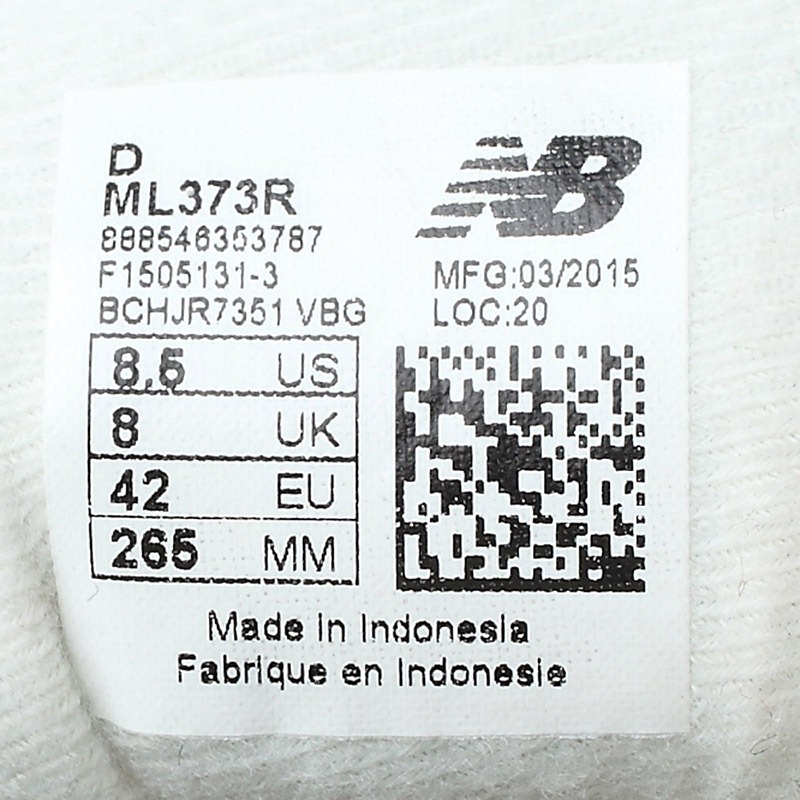 D
ML373R
888546353787
F1505131-3
BCHJR7351 VBG
NB
MFG:03/2015
LOC:20
8.5 US
8 UK
42 EU
265 MM
Made in Indonesia
Fabrique en Indonesie